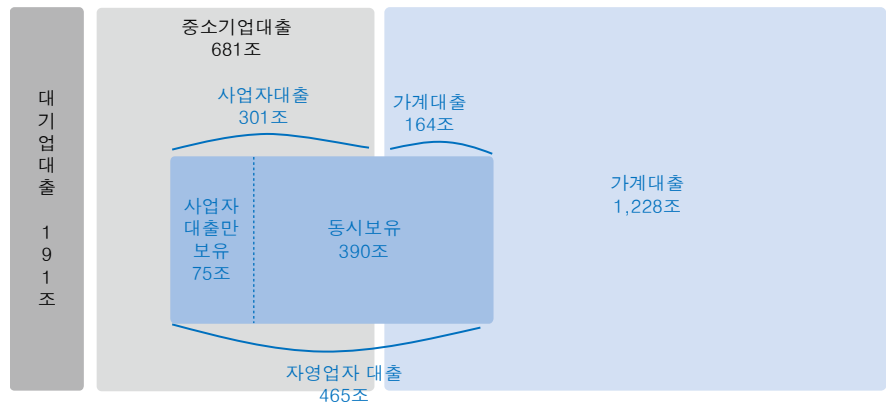 대기업대출 191조
중소기업대출
681조
사업자대출
301조
가계대출
164조
사업자
대출만
보유
75조
동시보유
390조
가계대출
1,228조
자영업자 대출
465조